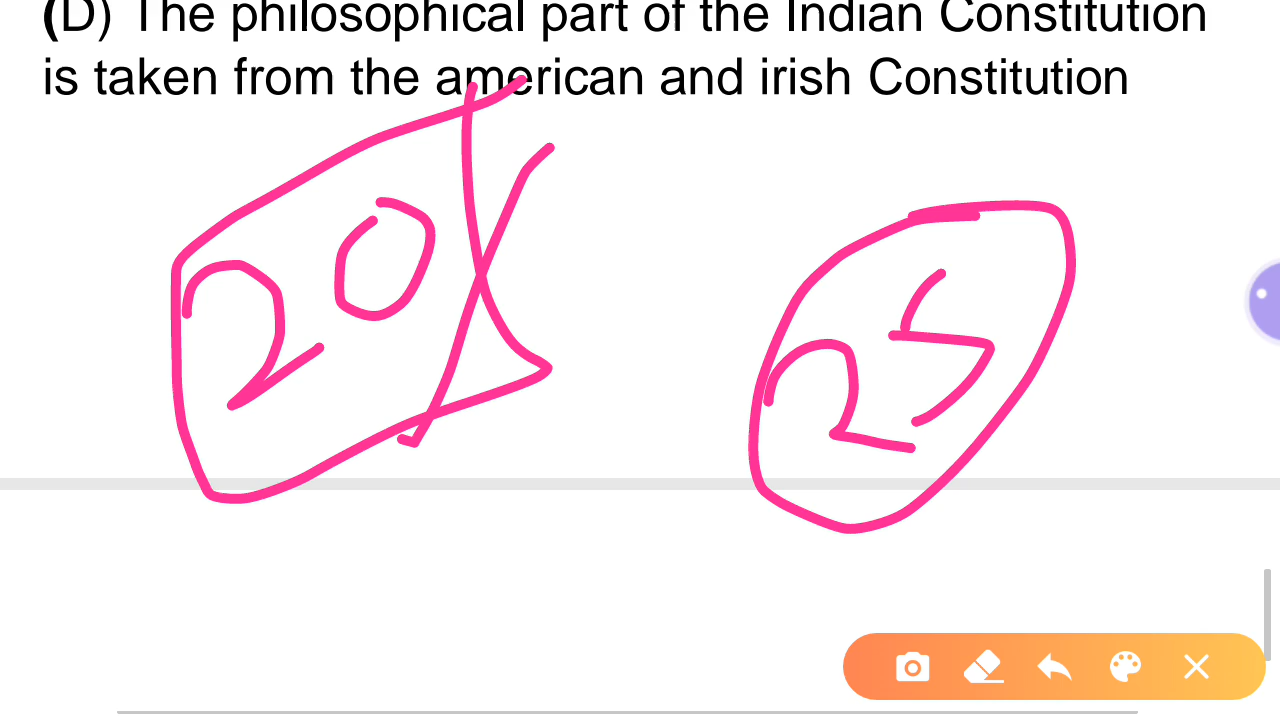 (D) The philosophical part of the Indian Constitution
is taken from the american and irish Constitution
20
25